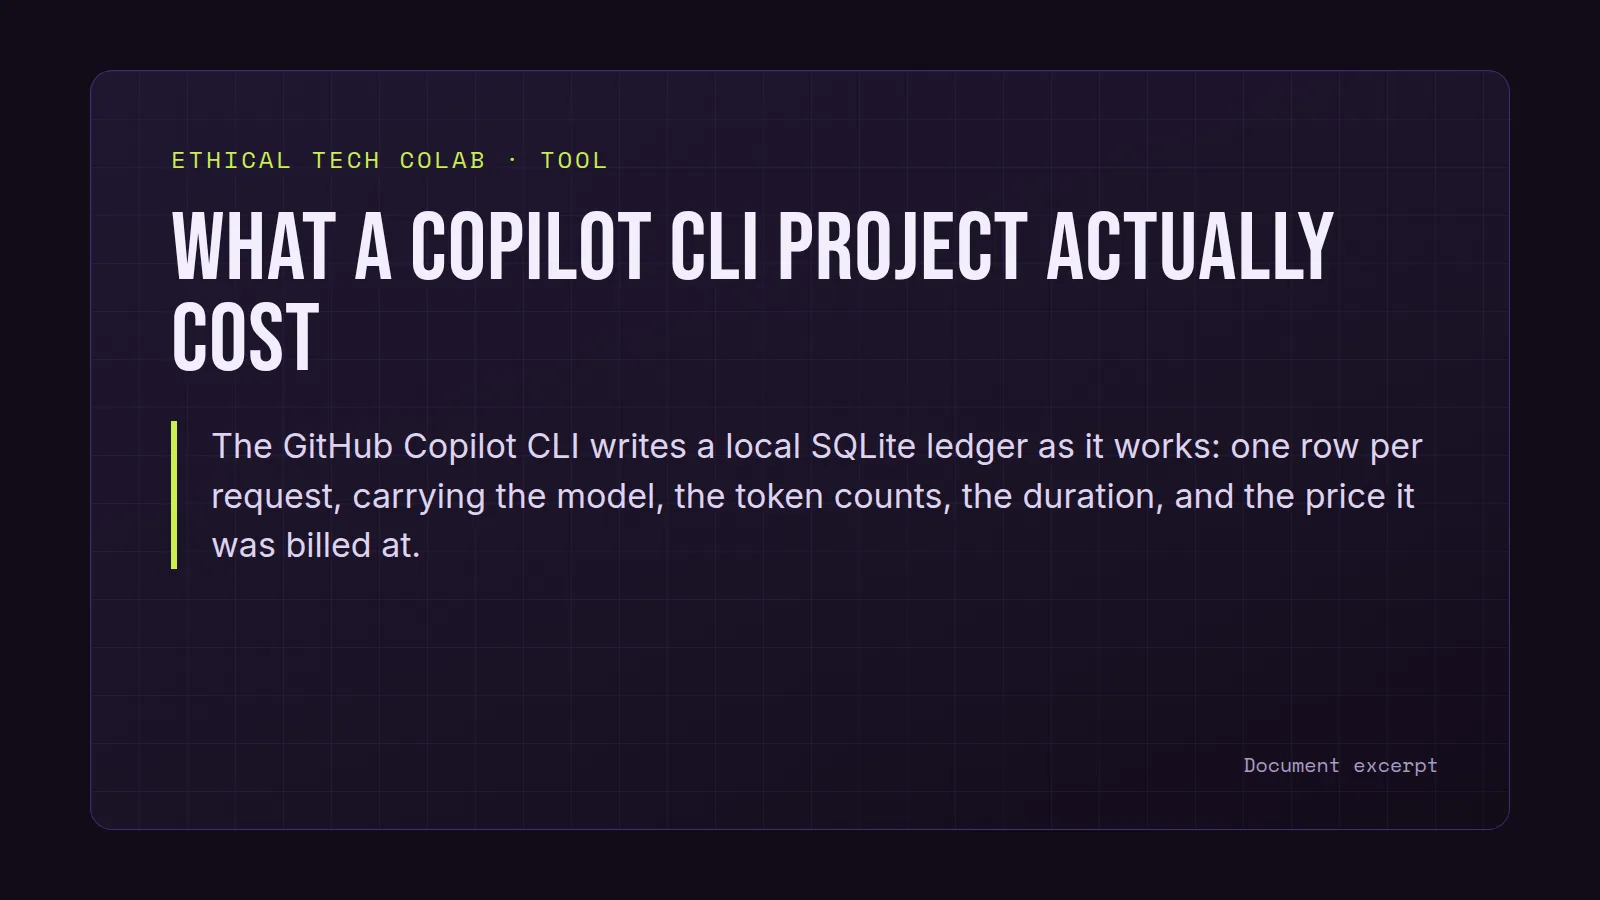 ETHICAL TECH COLAB · TOOL
WHAT A COPILOT CLI PROJECT ACTUALLY
COST
The GitHub Copilot CLI writes a local SQLite ledger as it works: one row per
request, carrying the model, the token counts, the duration, and the price it
was billed at.
Document excerpt